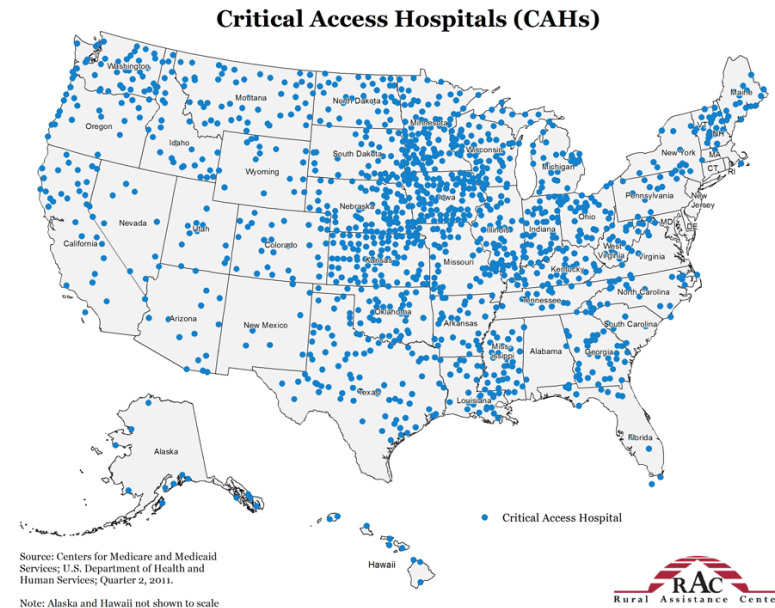 Critical Access Hospitals (CAHs)
Washington
Montana
North Dakota
Minnesota
Maine
Oregon
Idaho
Wyoming
South Dakota
Wisconsin
Michigan
New York
VT
NH
MA
CT
RI
Nebraska
Iowa
Pennsylvania
New
Jersey
Nevada
Utah
Colorado
Kansas
Illinois
Indiana
Ohio
MD
DE
California
Missouri
West
Virginia
Virginia
Kentucky
Arizona
New Mexico
Oklahoma
Arkansas
Tennessee
North Carolina
South Carolina
Miss-
issippi
Alabama
Georgia
Texas
Louisiana
Florida
Alaska
Hawaii
Critical Access Hospital
Source: Centers for Medicare and Medicaid
Services; U.S. Department of Health and
Human Services; Quarter 2, 2011.
Note: Alaska and Hawaii not shown to scale
RAC
Rural Assistance Cente